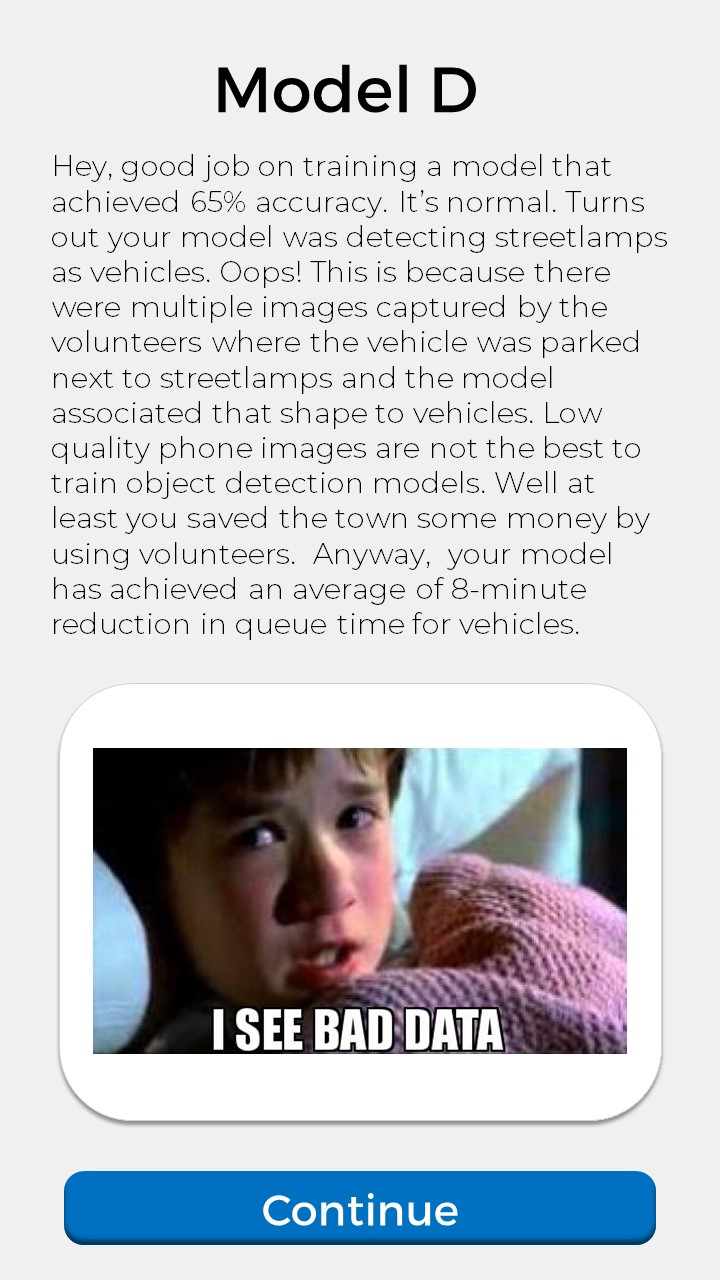 Model D
Hey, good job on training a model that
achieved 65% accuracy. It’s normal. Turns
out your model was detecting streetlamps
as vehicles. Oops! This is because there
were multiple images captured by the
volunteers where the vehicle was parked
next to streetlamps and the model
associated that shape to vehicles. Low
quality phone images are not the best to
train object detection models. Well at
least you saved the town some money by
using volunteers.  Anyway,  your model
has achieved an average of 8-minute
reduction in queue time for vehicles.
I SEE BAD DATA
Continue